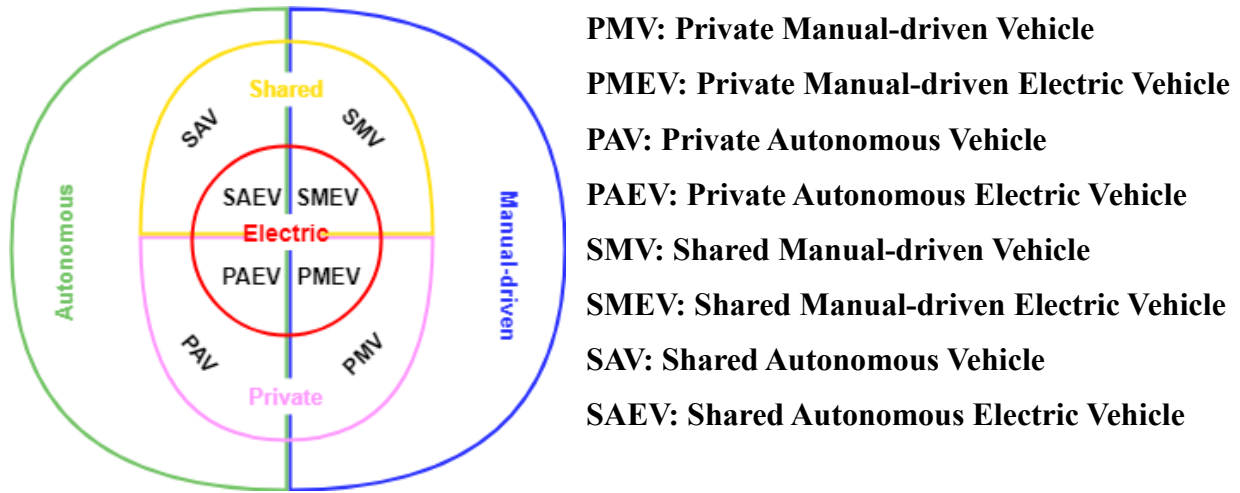 Shared
SAV
SMV
SAEV
SMEV
Electric
PAEV
PMEV
PAV
PMV
Private
Autonomous
Manual-driven
PMV: Private Manual-driven Vehicle
PMEV: Private Manual-driven Electric Vehicle
PAV: Private Autonomous Vehicle
PAEV: Private Autonomous Electric Vehicle
SMV: Shared Manual-driven Vehicle
SMEV: Shared Manual-driven Electric Vehicle
SAV: Shared Autonomous Vehicle
SAEV: Shared Autonomous Electric Vehicle